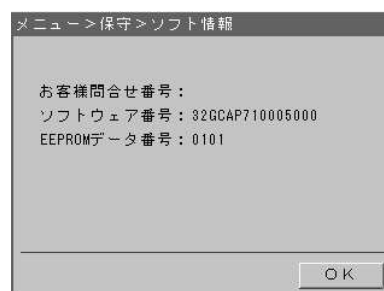 メニュー＞保守＞ソフト情報
お客様問合せ番号：
ソフトウェア番号：32GCAP710005000
EEPROMデータ番号：0101
ＯＫ